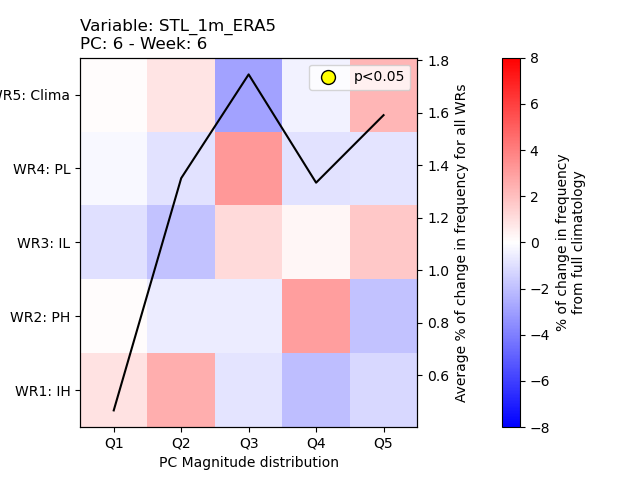 Variable: STL_1m_ERA5
PC: 6 - Week: 6
p<0.05
WR5: Clima
WR4: PL
WR3: IL
WR2: PH
WR1: IH
Q1 Q2 Q3 Q4 Q5
PC Magnitude distribution
1.8
1.6
1.4
1.2
1.0
0.8
0.6
Average % of change in frequency for all WRs
8
6
4
2
0
−2
−4
−6
−8
% of change in frequency
from full climatology